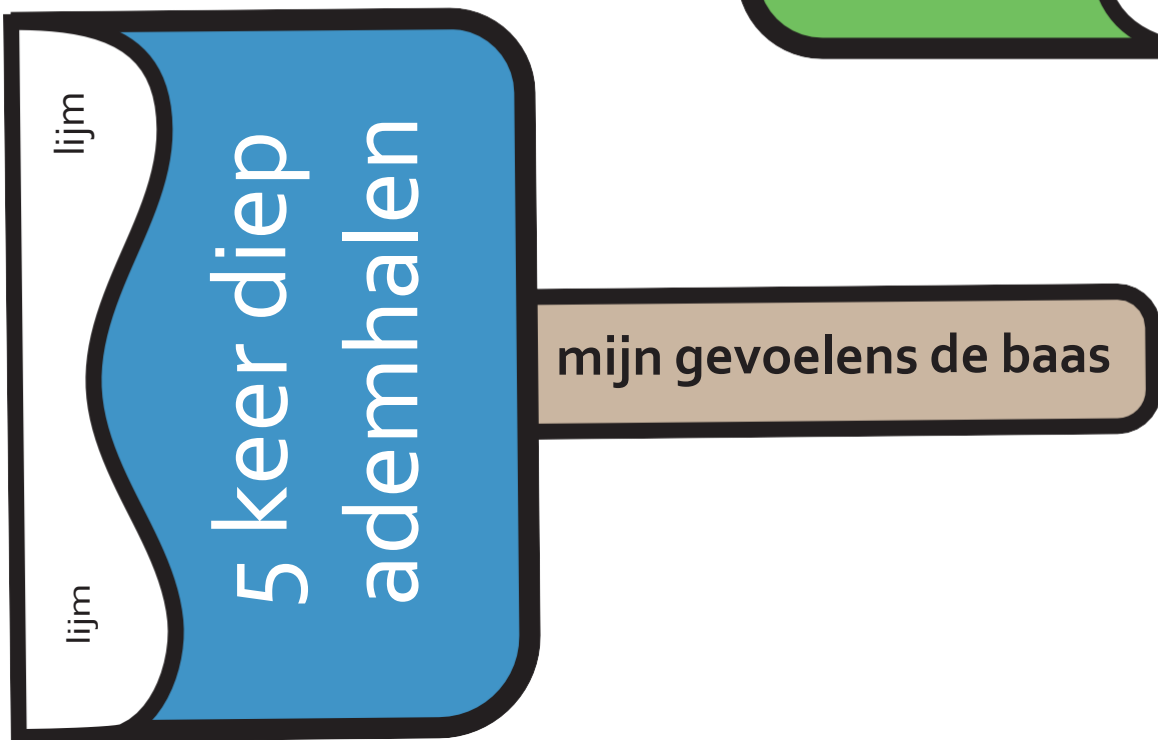 lijm
lijm
5 keer diep
ademhalen
mijn gevoelens de baas